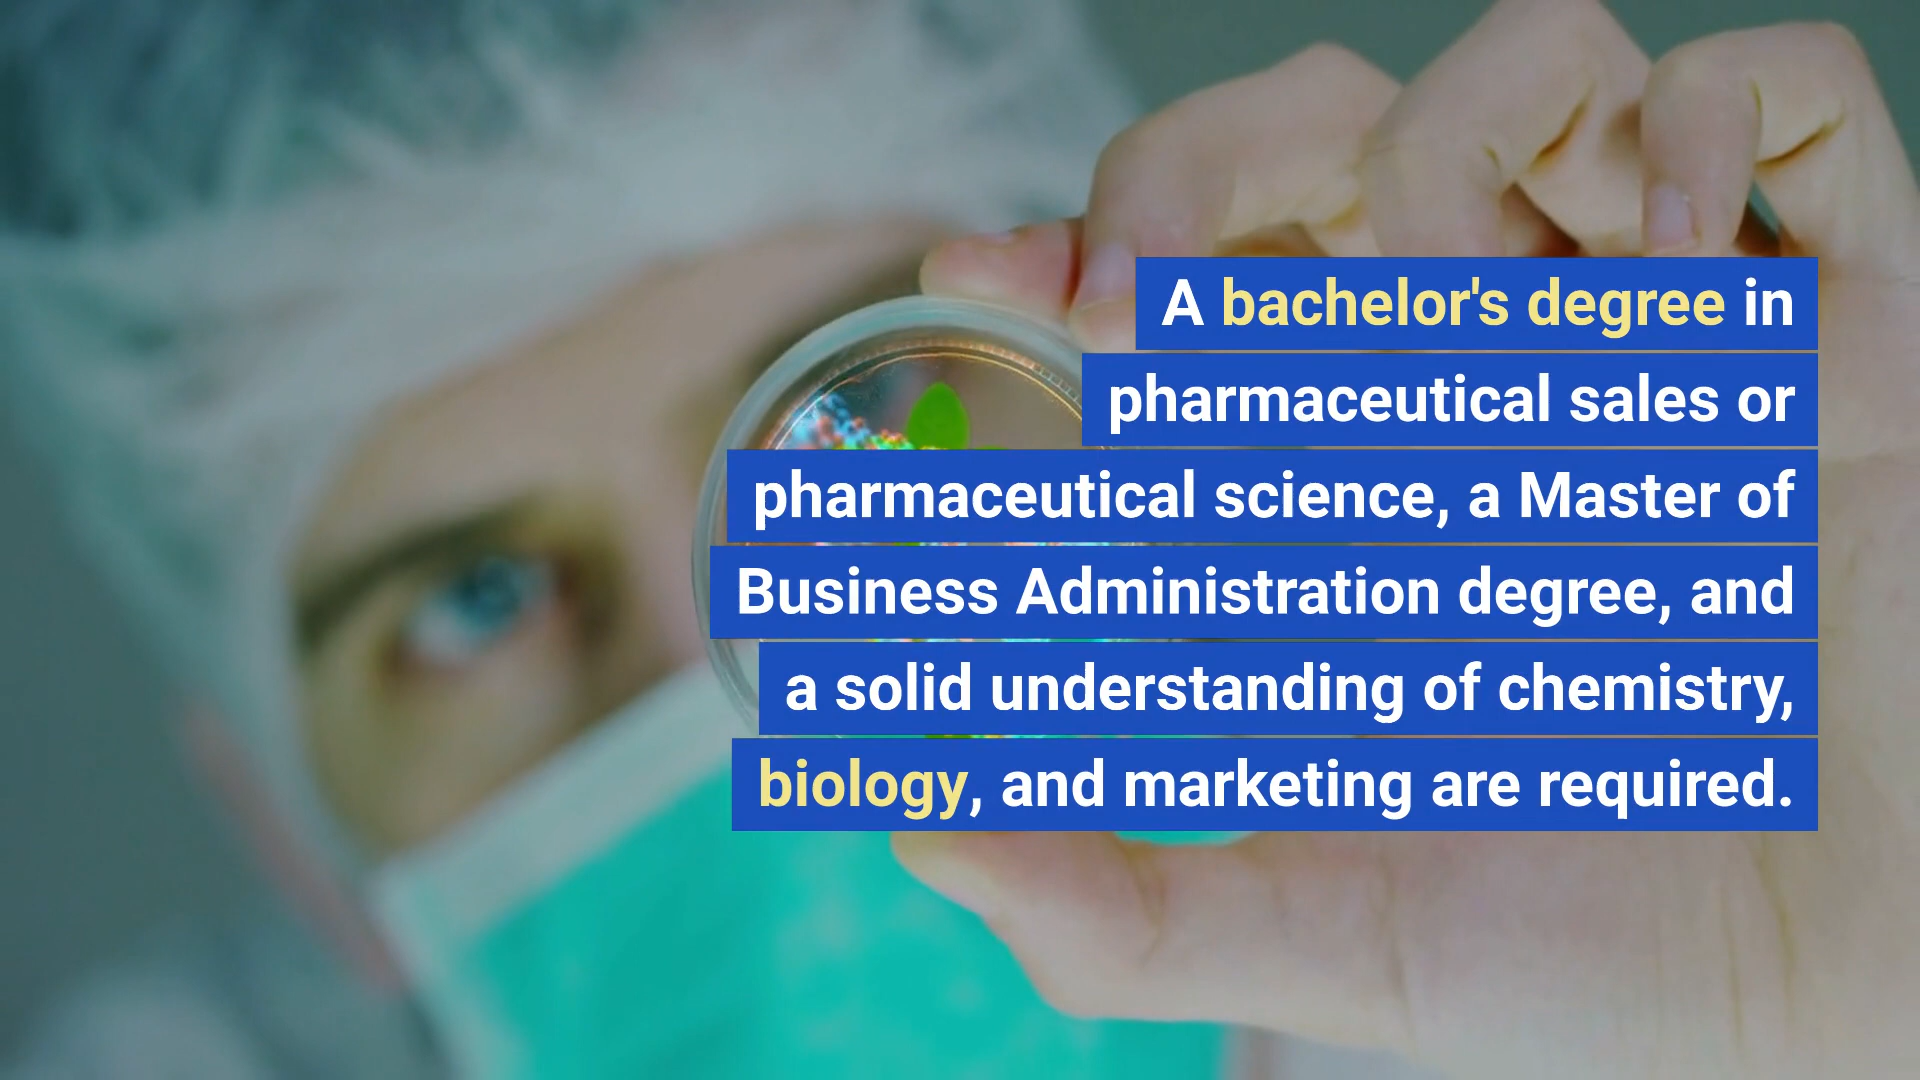 A bachelor's degree in
pharmaceutical sales or
pharmaceutical science, a Master of
Business Administration degree, and
a solid understanding of chemistry,
biology, and marketing are required.